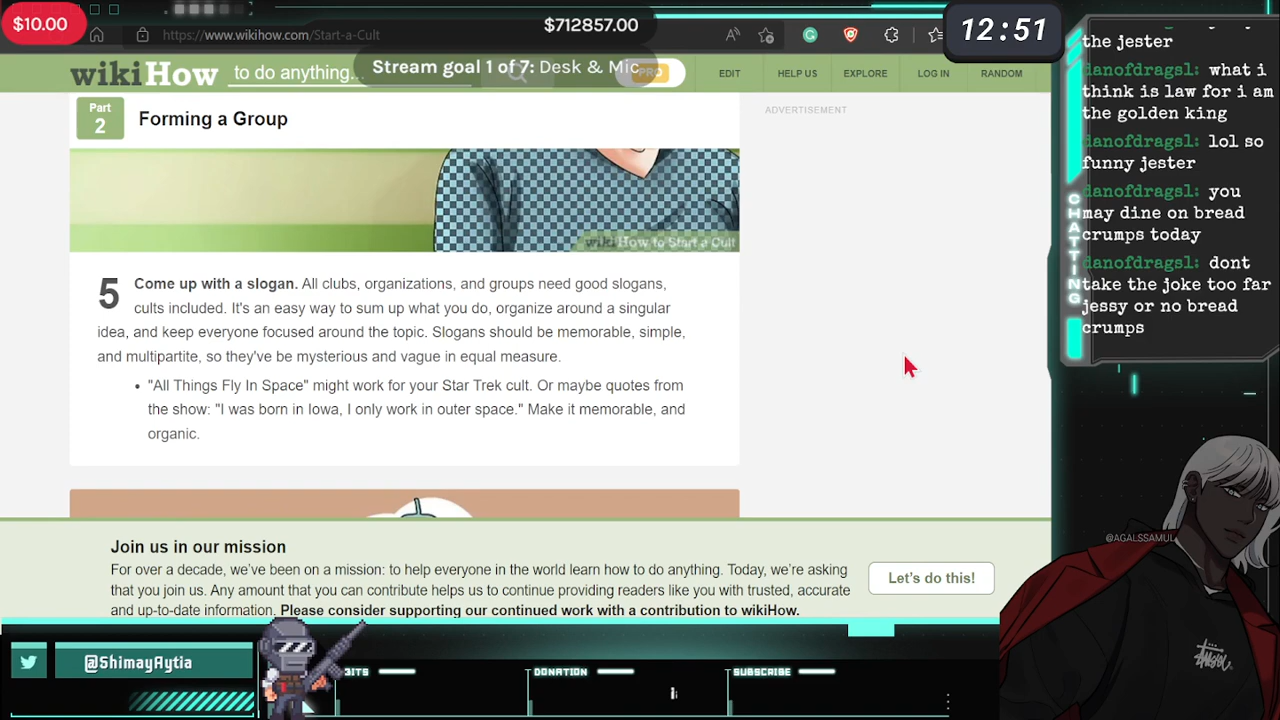 $10.00
$712857.00
12:51
https://www.wikihow.com/Start-a-Cult
Stream goal 1 of 7: Desk & Mic
wikiHow to do anything...
PRO
EDIT
HELP US
EXPLORE
LOG IN
RANDOM
Part
2
Forming a Group
ADVERTISEMENT
wikiHow to Start a Cult
5 Come up with a slogan. All clubs, organizations, and groups need good slogans,
cults included. It's an easy way to sum up what you do, organize around a singular
idea, and keep everyone focused around the topic. Slogans should be memorable, simple,
and multipartite, so they've be mysterious and vague in equal measure.
• "All Things Fly In Space" might work for your Star Trek cult. Or maybe quotes from
the show: "I was born in Iowa, I only work in outer space." Make it memorable, and
organic.
Join us in our mission
For over a decade, we've been on a mission: to help everyone in the world learn how to do anything. Today, we're asking
that you join us. Any amount that you can contribute helps us to continue providing readers like you with trusted, accurate
and up-to-date information. Please consider supporting our continued work with a contribution to wikiHow.
Let's do this!
CHATTING
the jester
danofdragsl: what i
think is law for i am
the golden king
danofdragsl: lol so
funny jester
danofdragsl: you
may dine on bread
crumps today
danofdragsl: dont
take the joke too far
jessy or no bread
crumps
@AGALSSAMUL
@ShimayAytia
BITS
DONATION
SUBSCRIBE